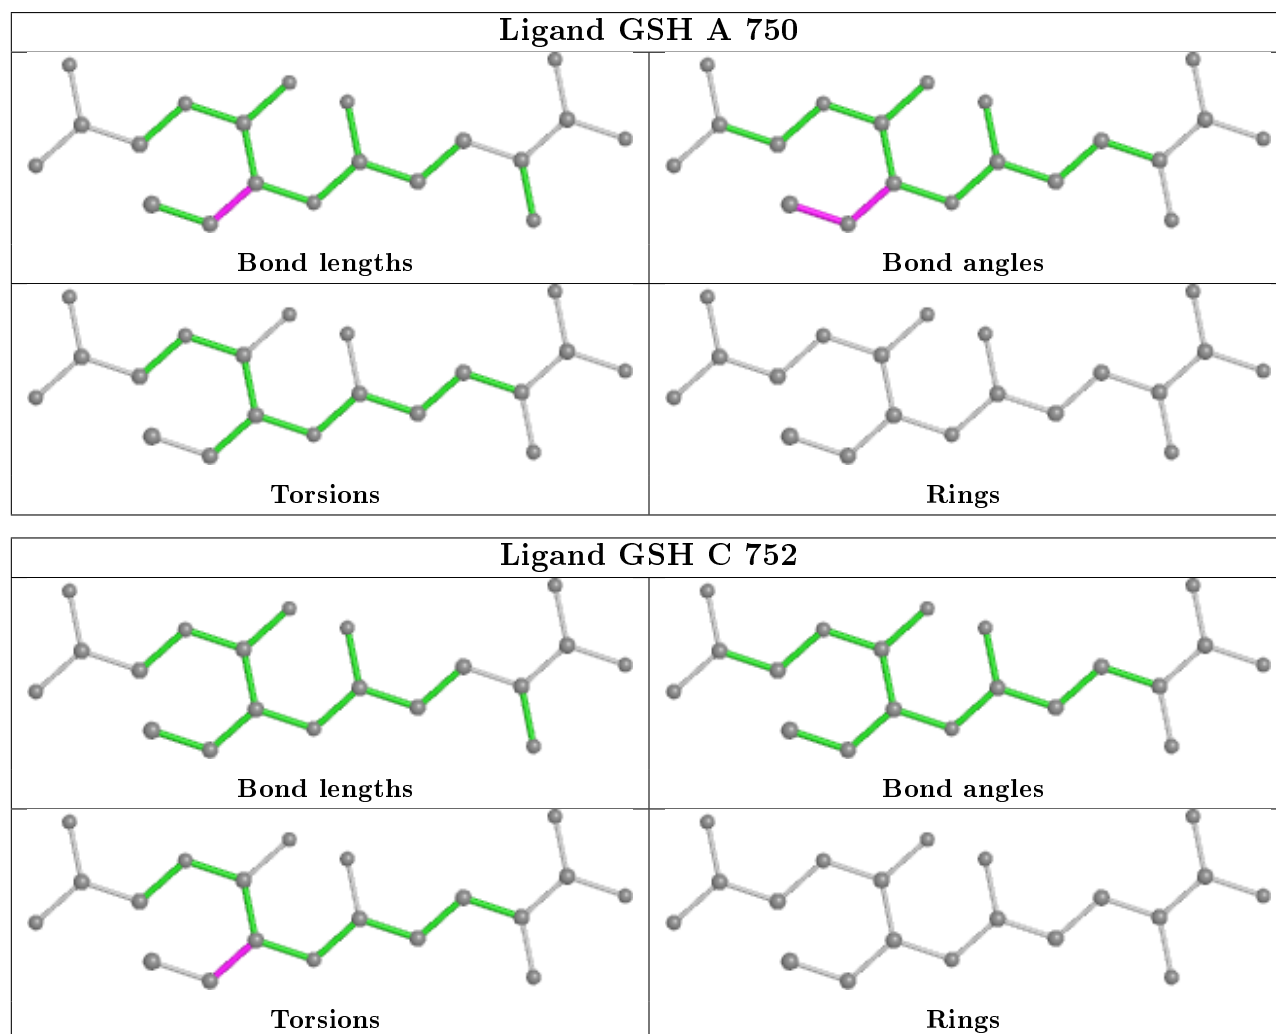 Ligand GSH A 750
Bond lengths
Bond angles
Torsions
Rings
Ligand GSH C 752
Bond lengths
Bond angles
Torsions
Rings